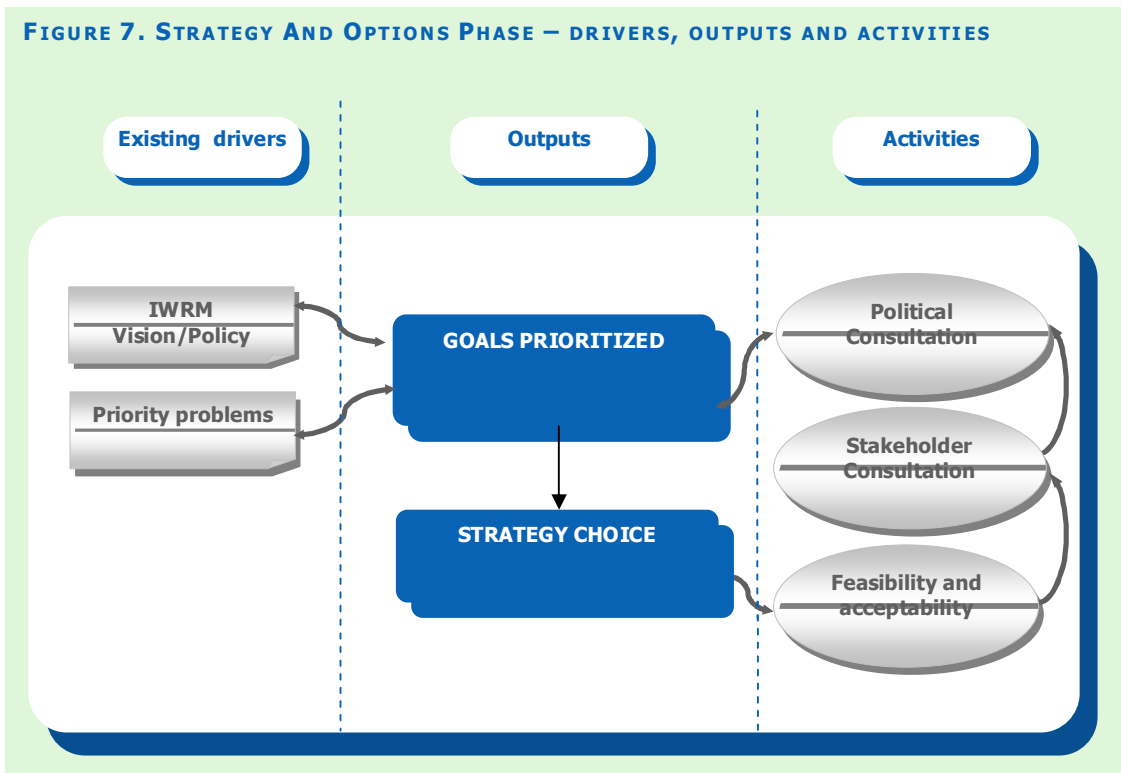 FIGURE 7. STRATEGY AND OPTIONS PHASE – DRIVERS, OUTPUTS AND ACTIVITIES
Existing drivers
Outputs
Activities
IWRM
Vision/Policy
Priority problems
GOALS PRIORITIZED
STRATEGY CHOICE
Political
Consultation
Stakeholder
Consultation
Feasibility and
acceptability